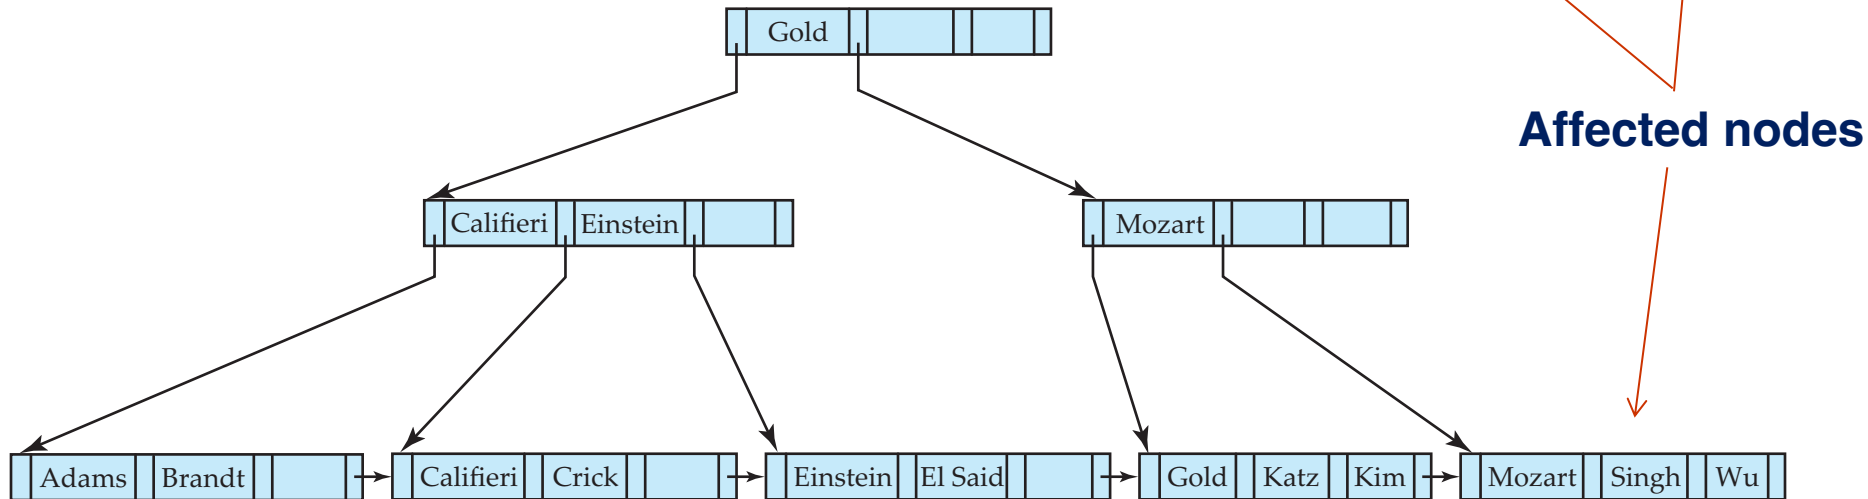 Gold
Affected nodes
Califieri Einstein
Mozart
Adams Brandt
Califieri Crick
Einstein El Said
Gold Katz Kim
Mozart Singh Wu